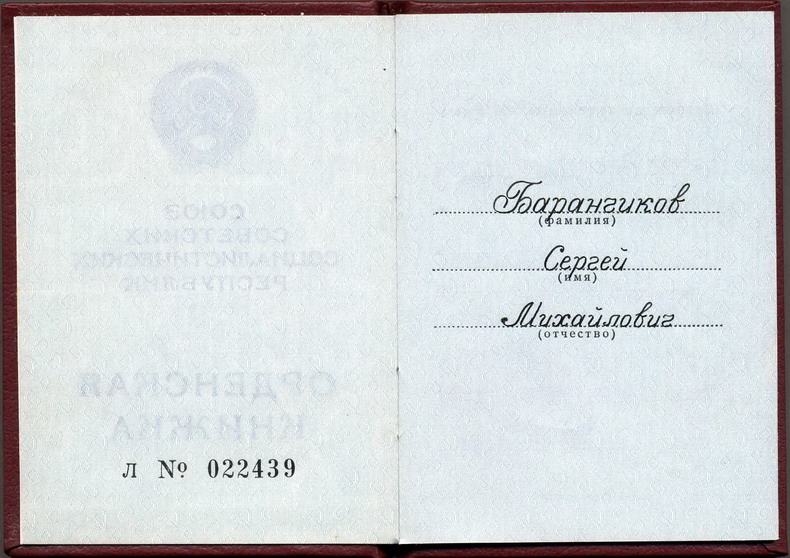 СОЮЗ
СОВЕТСКИХ
СОЦИАЛИСТИЧЕСКИХ
РЕСПУБЛИК
ОРДЕНСКАЯ
КНИЖКА
Л № 022439
Баранчиков
(фамилия)
Сергей
(имя)
Михайлович
(отчество)